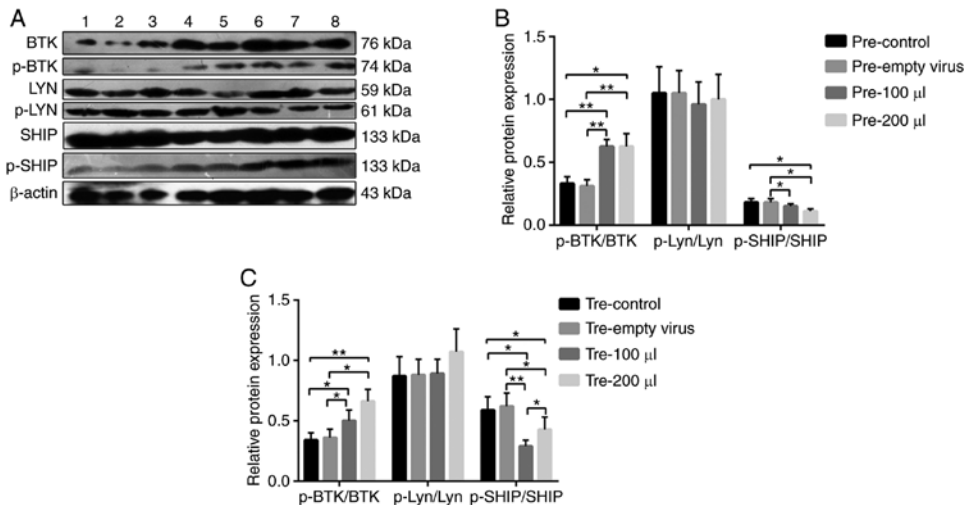 A
1 2 3 4 5 6 7 8
BTK 76 kDa
p-BTK 74 kDa
LYN 59 kDa
p-LYN 61 kDa
SHIP 133 kDa
p-SHIP 133 kDa
β-actin 43 kDa
B
Relative protein expression
1.5
1.0
0.5
0.0
* ** ** **
* * *
p-BTK/BTK p-Lyn/Lyn p-SHIP/SHIP
Pre-control
Pre-empty virus
Pre-100 µl
Pre-200 µl
C
Relative protein expression
1.5
1.0
0.5
0.0
** * * *
* * * ** *
p-BTK/BTK p-Lyn/Lyn p-SHIP/SHIP
Tre-control
Tre-empty virus
Tre-100 µl
Tre-200 µl